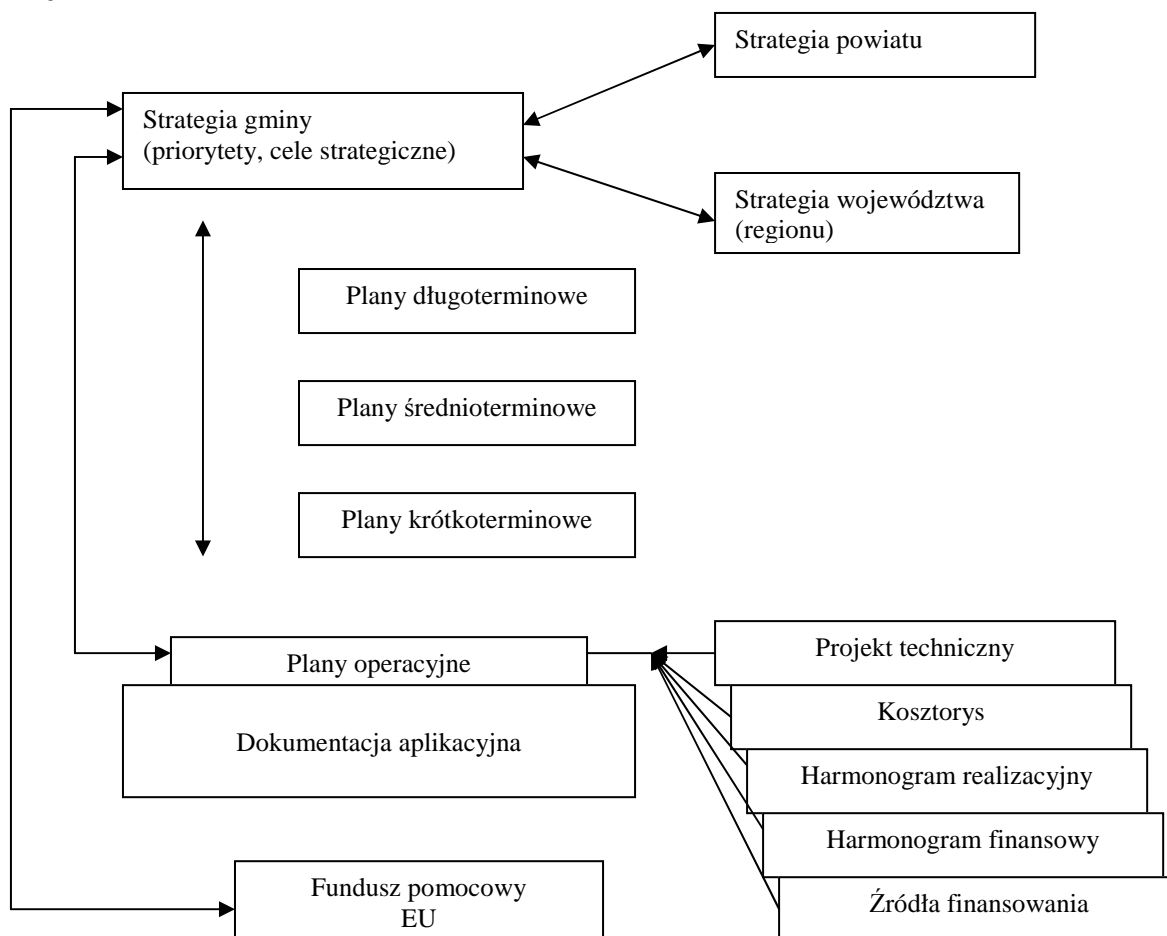 Strategia powiatu
Strategia gminy
(priorytety, cele strategiczne)
Strategia województwa
(regionu)
Plany długoterminowe
Plany średnioterminowe
Plany krótkoterminowe
Plany operacyjne
Dokumentacja aplikacyjna
Projekt techniczny
Kosztorys
Harmonogram realizacyjny
Harmonogram finansowy
Źródła finansowania
Fundusz pomocowy
EU